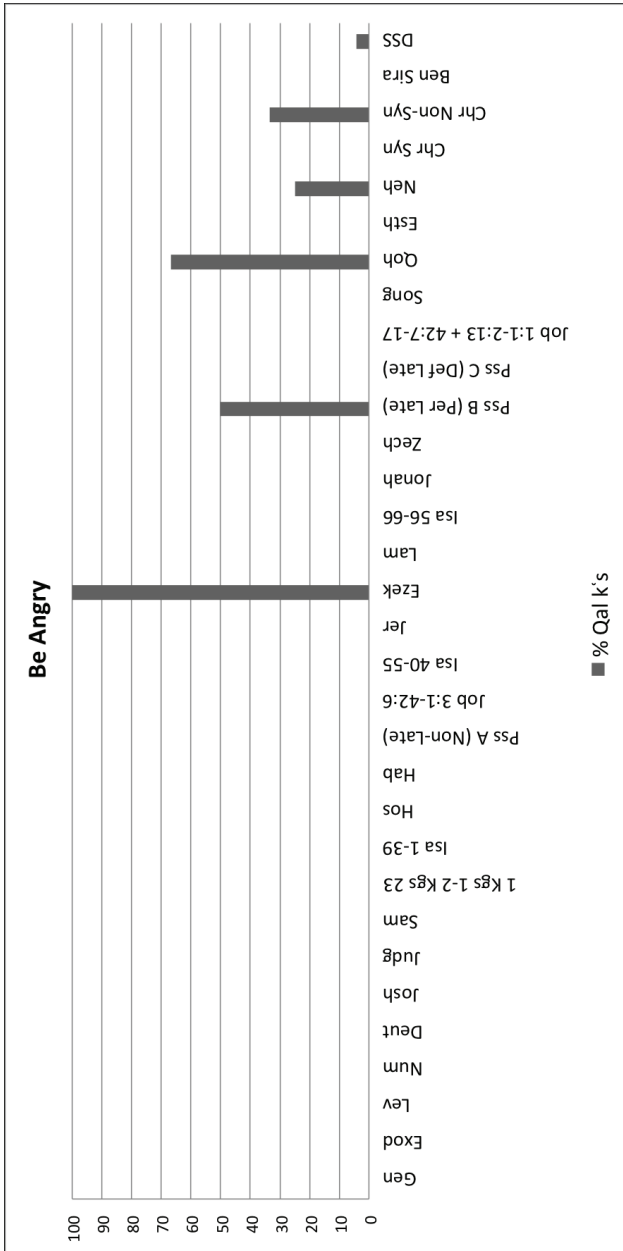 Be Angry
100
90
80
70
60
50
40
30
20
10
0
Gen
Exod
Lev
Num
Deut
Josh
Judg
Sam
1 Kgs 1-2 Kgs 23
Isa 1-39
Hos
Hab
Pss A (Non-Late)
Job 3:1-42:6
Isa 40-55
Jer
Ezek
Lam
Isa 56-66
Jonah
Zech
Pss B (Per Late)
Pss C (Def Late)
Job 1:1-2:13 + 42:7-17
Song
Qoh
Esth
Neh
Chr Syn
Chr Non-Syn
Ben Sira
DSS
% Qal k's